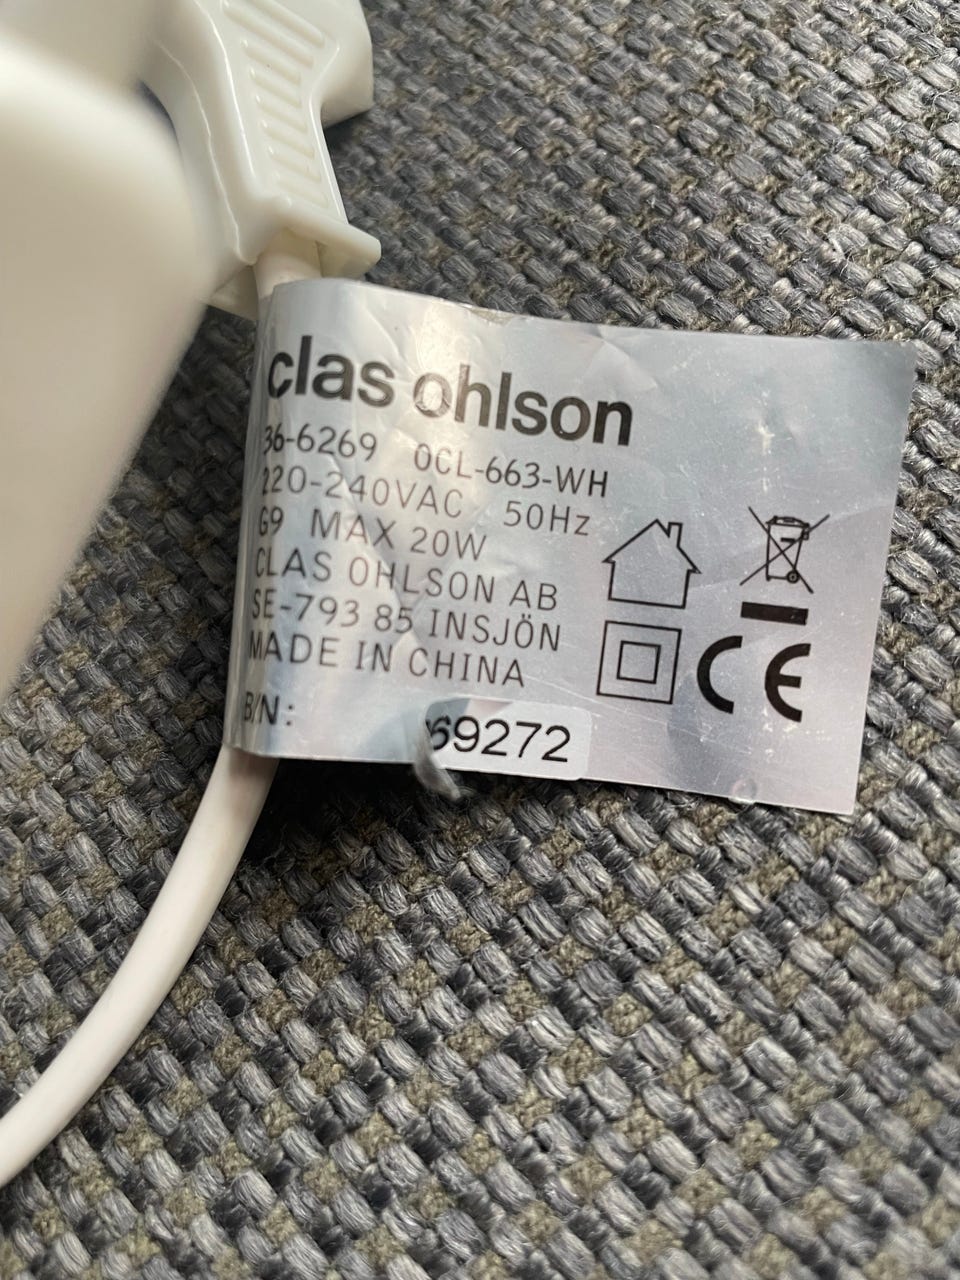 clas ohlson
36-6269 OCL-663-WH
220-240VAC 50Hz
G9 MAX 20W
CLAS OHLSON AB
SE-793 85 INSJÖN
MADE IN CHINA
B/N: 69272
CE